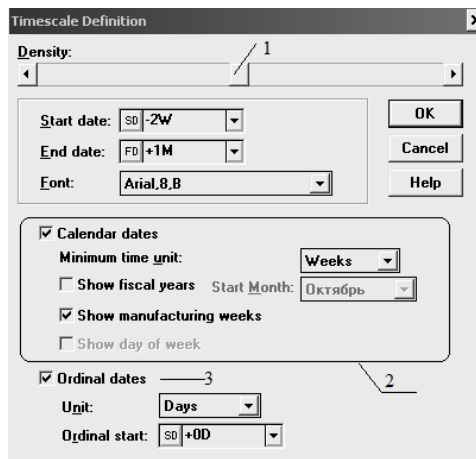 Timescale Definition
Density: 1
Start date: SD -2W OK
End date: FD +1M Cancel
Font: Arial,8,B Help
Calendar dates
Minimum time unit: Weeks
Show fiscal years Start Month: Октябрь
Show manufacturing weeks
Show day of week
Ordinal dates 3 2
Unit: Days
Ordinal start: SD +0D